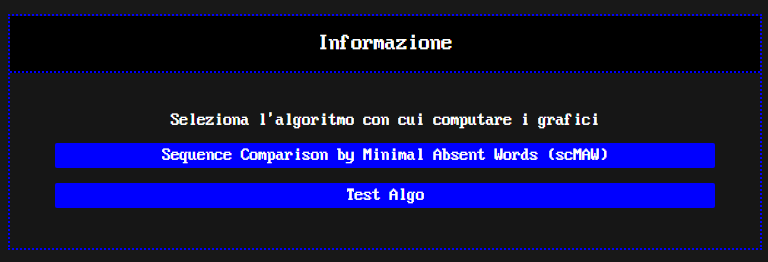 Informazione
Seleziona l'algoritmo con cui computare i grafici
Sequence Comparison by Minimal Absent Words (scMAW)
Test Algo